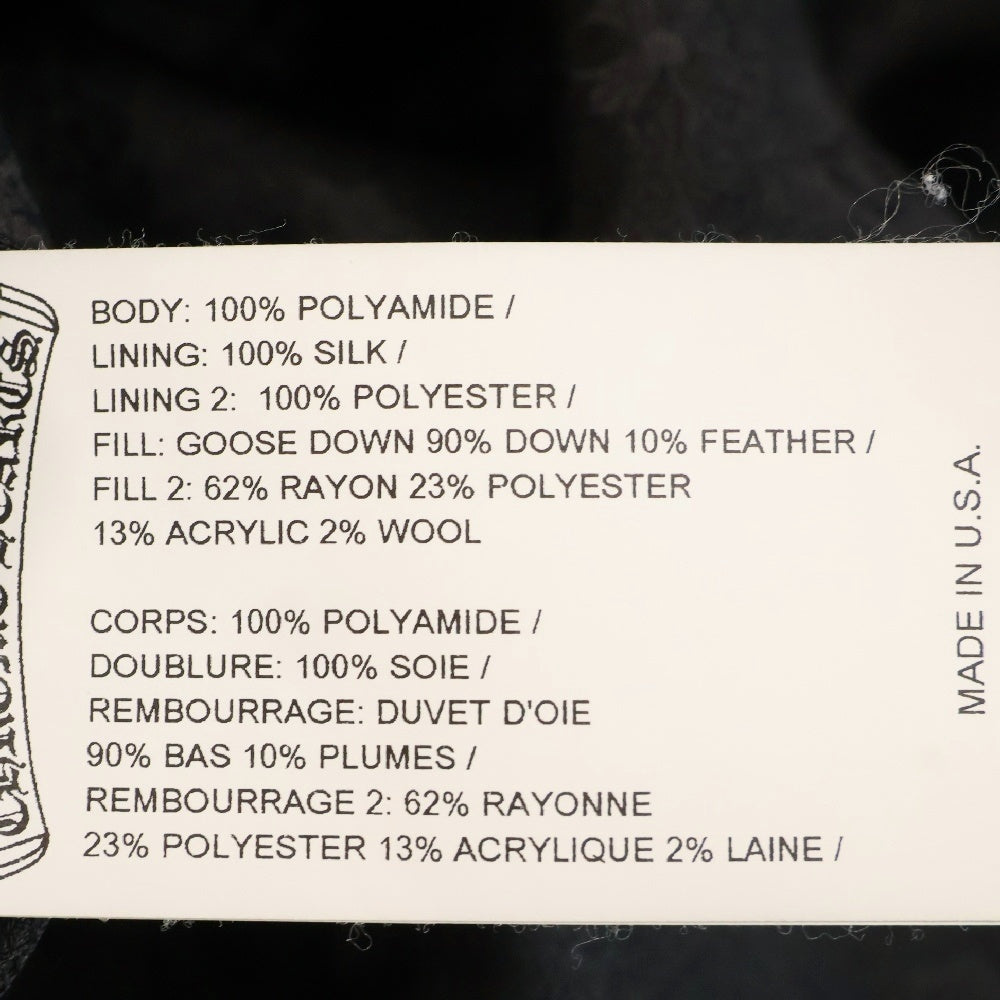 CHROME HEARTS
BODY: 100% POLYAMIDE /
LINING: 100% SILK /
LINING 2: 100% POLYESTER /
FILL: GOOSE DOWN 90% DOWN 10% FEATHER /
FILL 2: 62% RAYON 23% POLYESTER
13% ACRYLIC 2% WOOL
CORPS: 100% POLYAMIDE /
DOUBLURE: 100% SOIE /
REMBOURRAGE: DUVET D'OIE
90% BAS 10% PLUMES /
REMBOURRAGE 2: 62% RAYONNE
23% POLYESTER 13% ACRYLIQUE 2% LAINE /
MADE IN U.S.A.